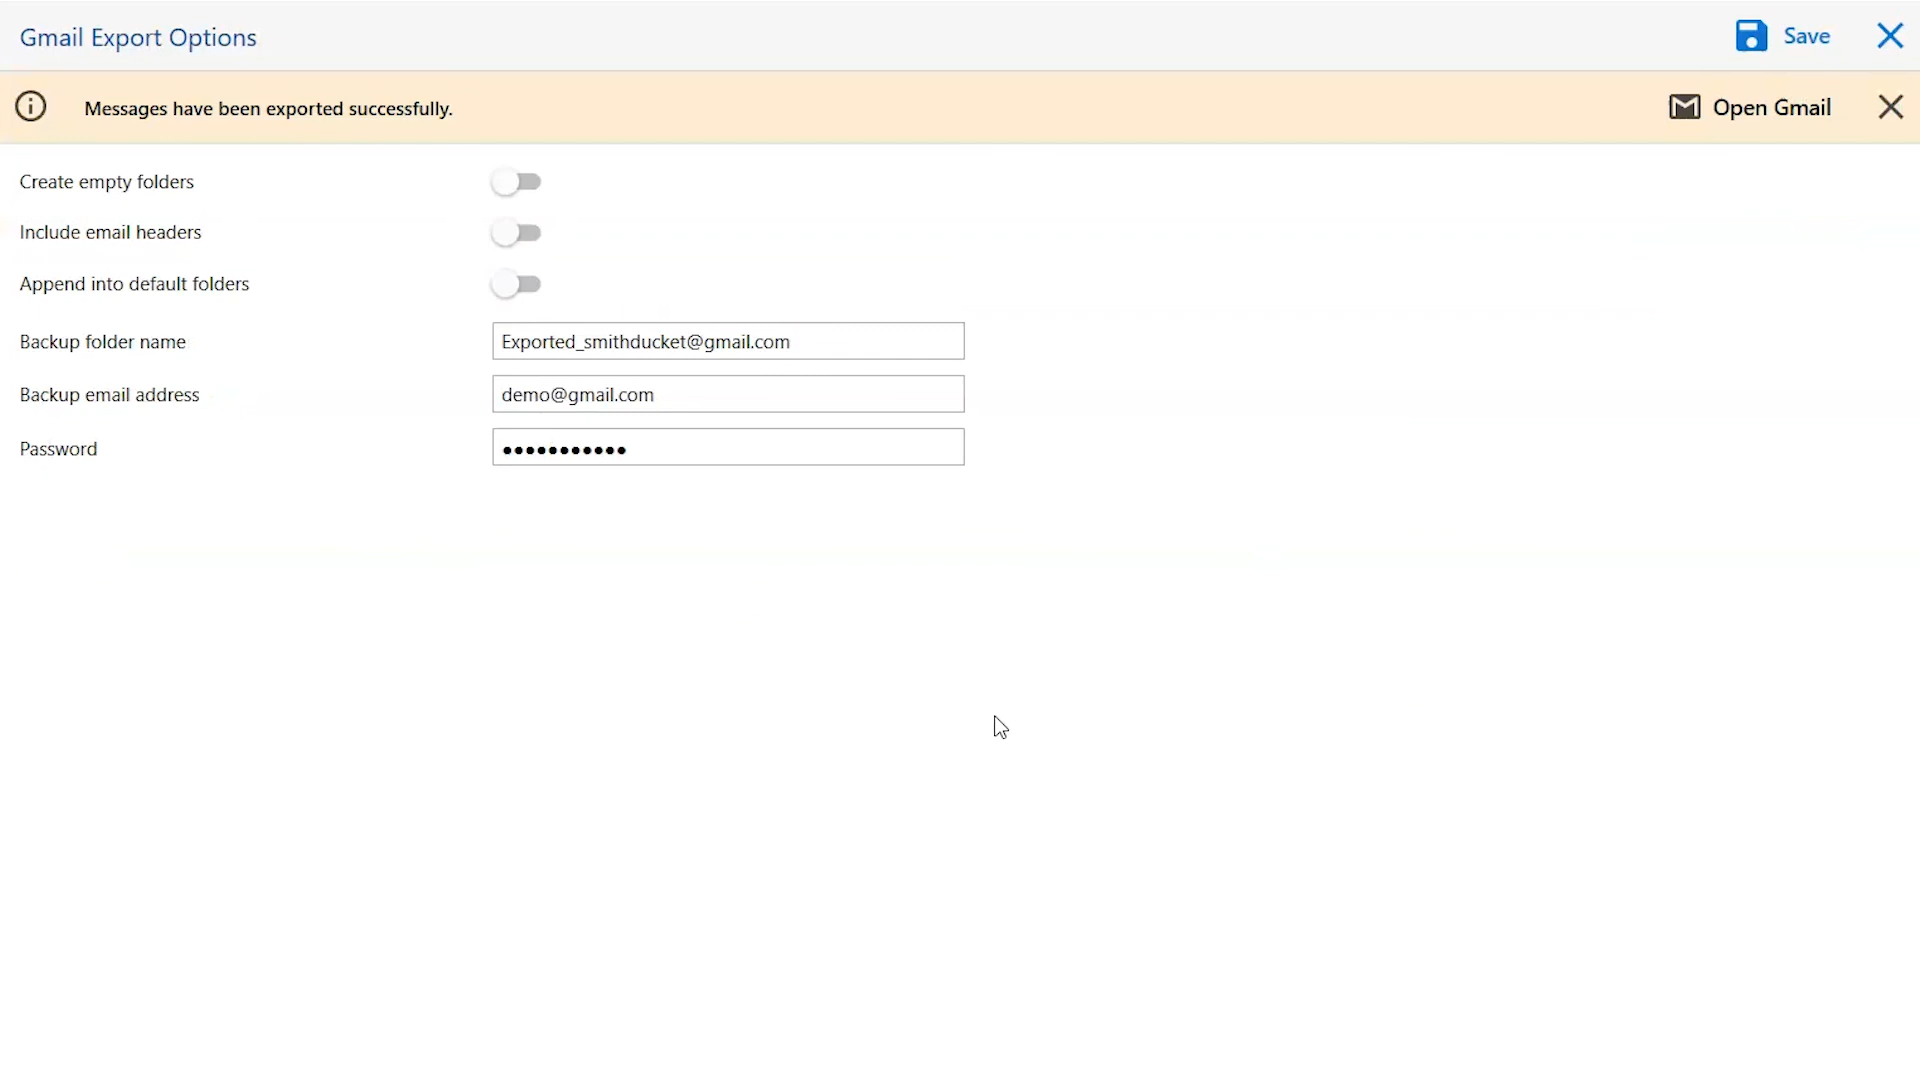 Gmail Export Options
Save
Messages have been exported successfully.
Open Gmail
Create empty folders
Include email headers
Append into default folders
Backup folder name
Exported_smithducket@gmail.com
Backup email address
demo@gmail.com
Password
●●●●●●●●●●●